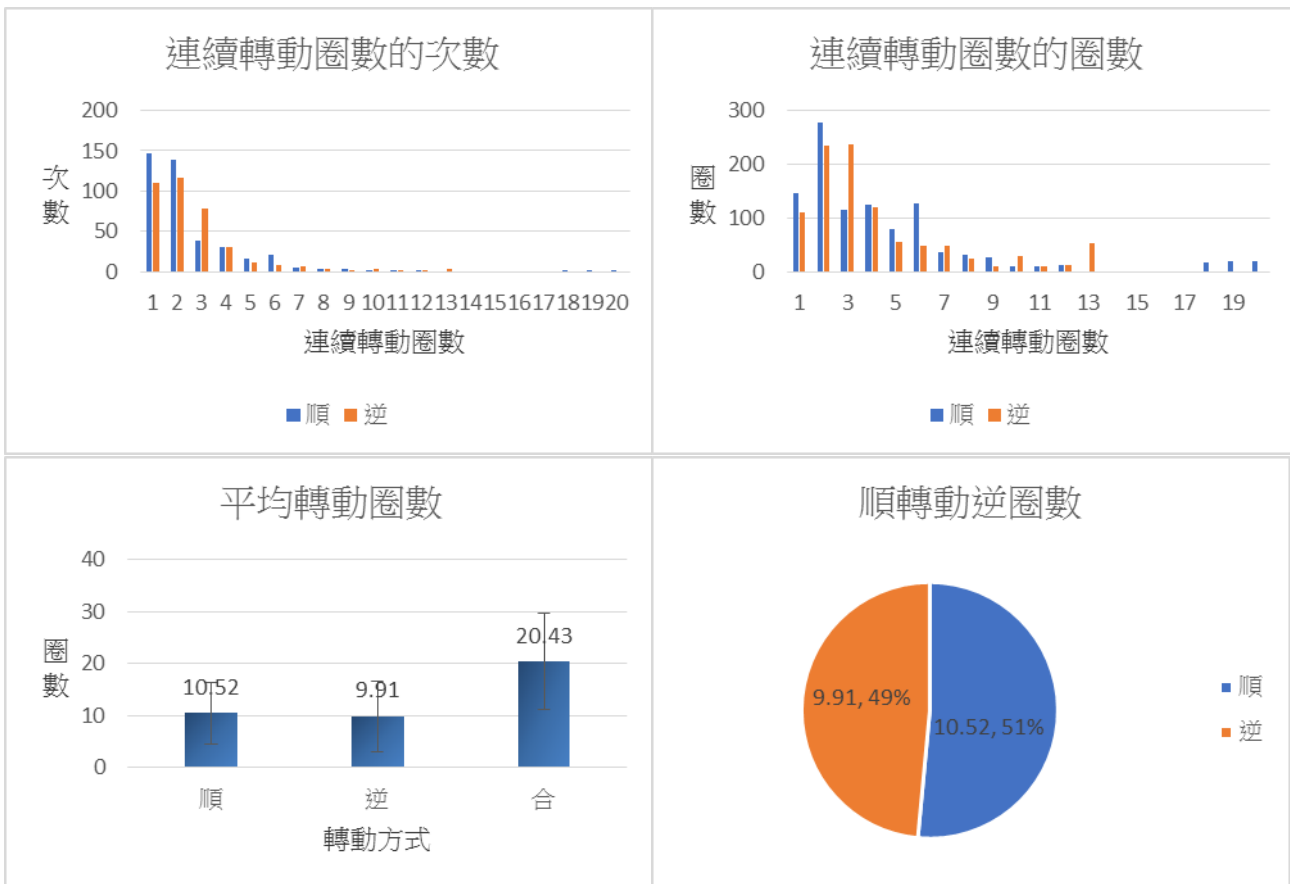 連續轉動圈數的次數
200
150
100
50
0
次數
1 2 3 4 5 6 7 8 9 10 11 12 13 14 15 16 17 18 19 20
連續轉動圈數
順 逆
連續轉動圈數的圈數
300
200
100
0
圈數
1 3 5 7 9 11 13 15 17 19
連續轉動圈數
順 逆
平均轉動圈數
40
30
20
10
0
圈數
10.52 9.91 20.43
順 逆 合
轉動方式
順轉動逆圈數
9.91, 49%
10.52, 51%
順
逆